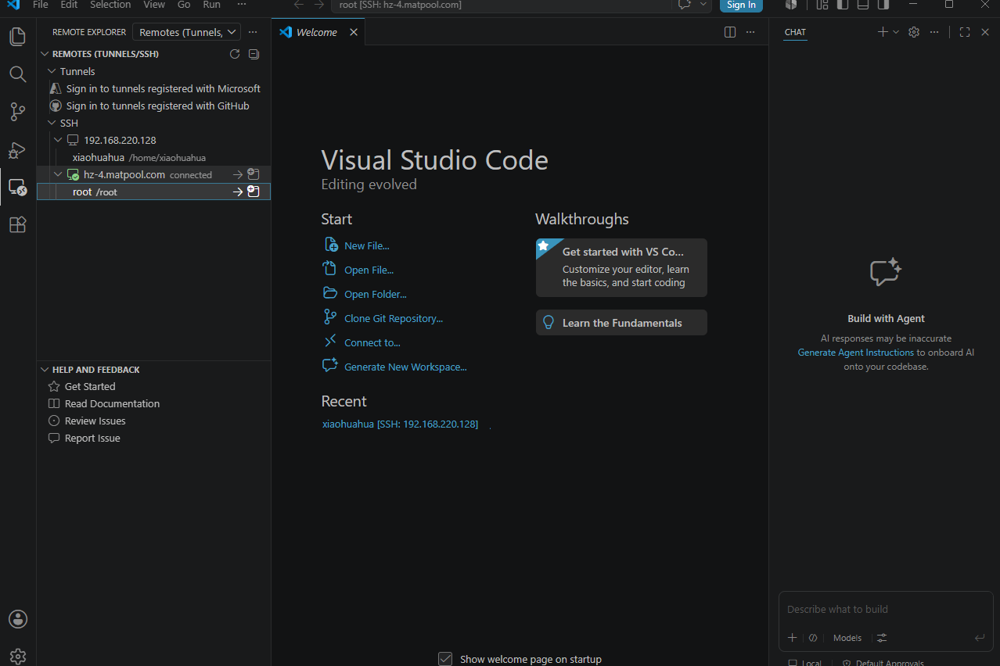 File Edit Selection View Go Run ··· root [SSH: hz-4.matpool.com] Sign In
REMOTE EXPLORER Remotes (Tunnels, ···
REMOTES (TUNNELS/SSH)
Tunnels
Sign in to tunnels registered with Microsoft
Sign in to tunnels registered with GitHub
SSH
192.168.220.128
xiaohuahua /home/xiaohuahua
hz-4.matpool.com connected
root /root
HELP AND FEEDBACK
Get Started
Read Documentation
Review Issues
Report Issue
Welcome
Visual Studio Code
Editing evolved
Start
New File...
Open File...
Open Folder...
Clone Git Repository...
Connect to...
Generate New Workspace...
Recent
xiaohuahua [SSH: 192.168.220.128]
Walkthroughs
Get started with VS Co...
Customize your editor, learn
the basics, and start coding
Learn the Fundamentals
Show welcome page on startup
CHAT
Build with Agent
AI responses may be inaccurate
Generate Agent Instructions to onboard AI
onto your codebase.
Describe what to build
Models
Local Default Approvals